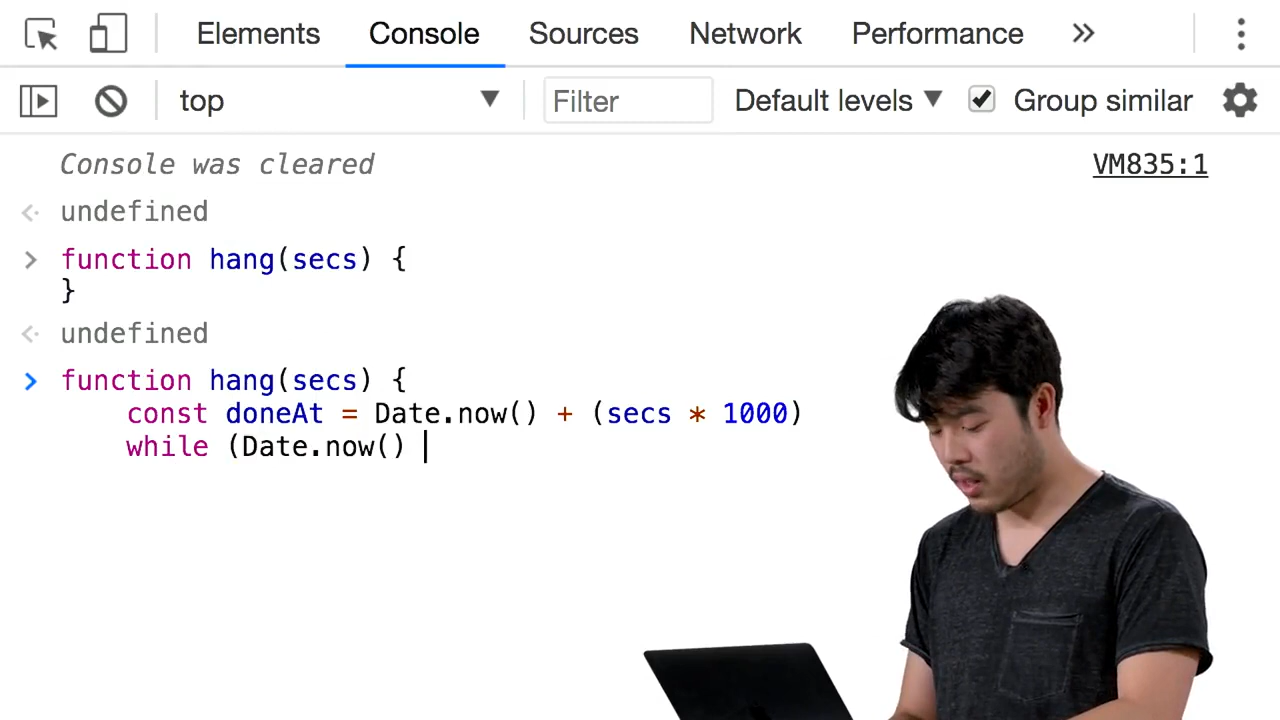 Elements Console Sources Network Performance »
top ▼ Filter Default levels ▼ Group similar
Console was cleared VM835:1
undefined
function hang(secs) {
}
undefined
function hang(secs) {
const doneAt = Date.now() + (secs * 1000)
while (Date.now()